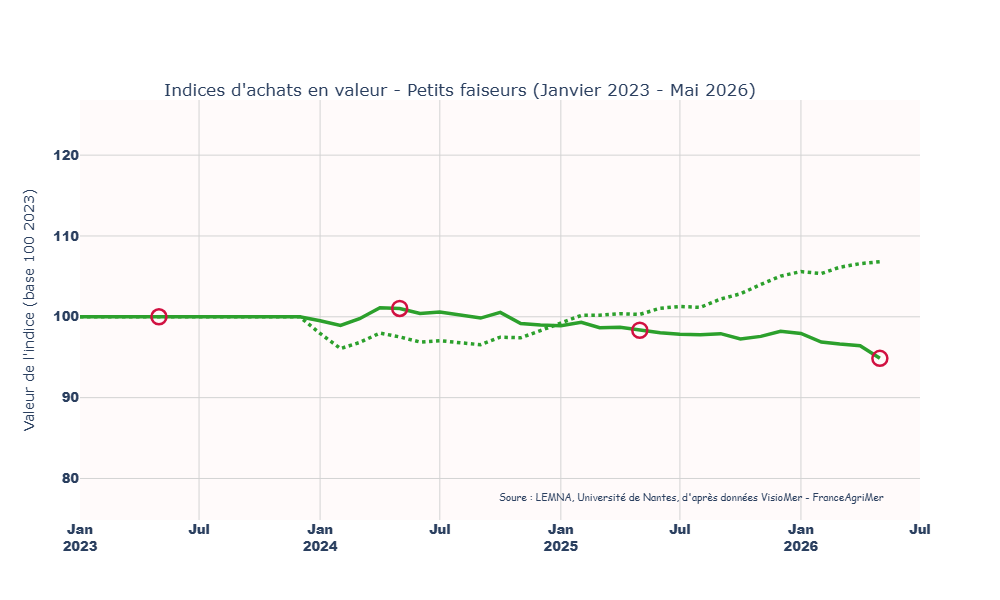 Indices d'achats en valeur - Petits faiseurs (Janvier 2023 - Mai 2026)
Valeur de l'indice (base 100 2023)
120
110
100
90
80
Soure : LEMNA, Université de Nantes, d'après données VisioMer - FranceAgriMer
Jan
2023
Jul
Jan
2024
Jul
Jan
2025
Jul
Jan
2026
Jul